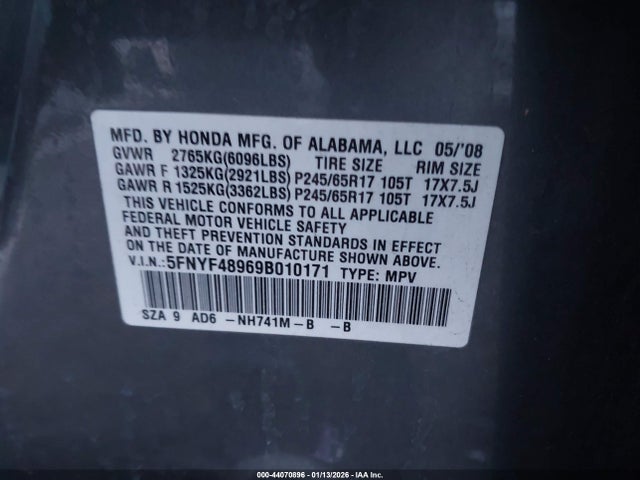 MFD. BY HONDA MFG. OF ALABAMA, LLC 05/'08
GVWR 2765KG(6096LBS) TIRE SIZE RIM SIZE
GAWR F 1325KG(2921LBS) P245/65R17 105T 17X7.5J
GAWR R 1525KG(3362LBS) P245/65R17 105T 17X7.5J
THIS VEHICLE CONFORMS TO ALL APPLICABLE
FEDERAL MOTOR VEHICLE SAFETY
AND THEFT PREVENTION STANDARDS IN EFFECT
ON THE DATE OF MANUFACTURE SHOWN ABOVE.
V.I.N.:5FNYF48969B010171 TYPE: MPV
SZA 9 AD6 -NH741M-B -B
000-44070896 - 01/13/2026 - IAA Inc.